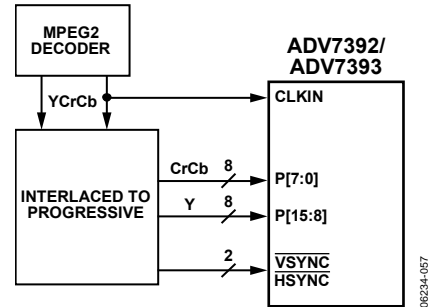 MPEG2
DECODER
YCrCb
ADV7392/
ADV7393
CLKIN
INTERLACED TO
PROGRESSIVE
CrCb 8
P[7:0]
Y 8
P[15:8]
2
VSYNC
HSYNC
06234-057